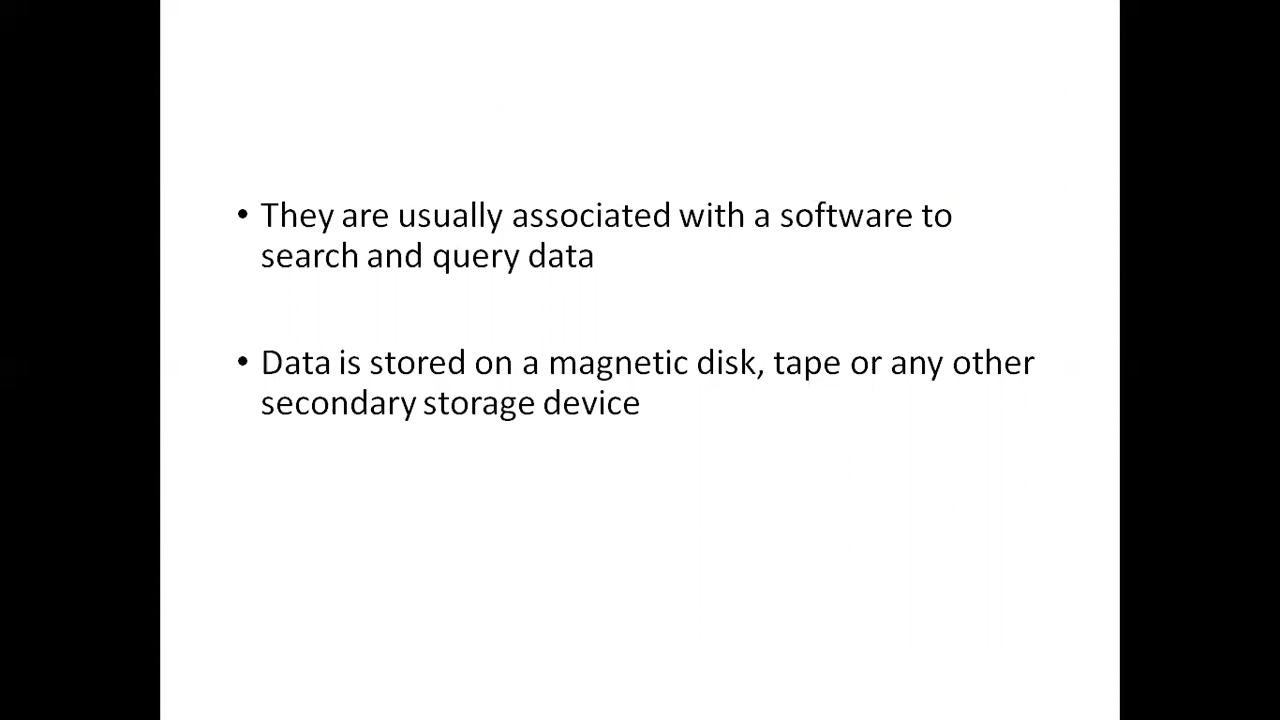 • They are usually associated with a software to
search and query data
• Data is stored on a magnetic disk, tape or any other
secondary storage device